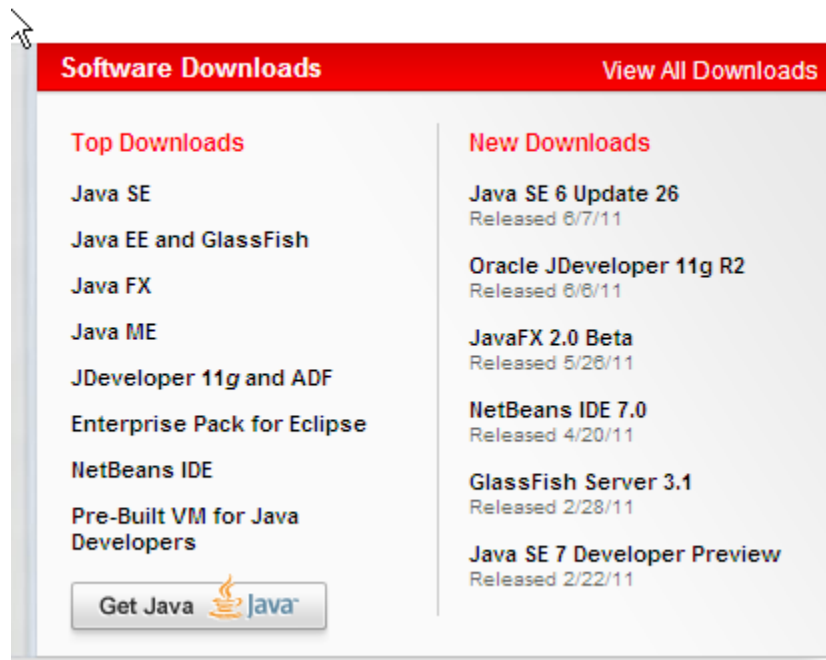 Software Downloads
View All Downloads
Top Downloads
Java SE
Java EE and GlassFish
Java FX
Java ME
JDeveloper 11g and ADF
Enterprise Pack for Eclipse
NetBeans IDE
Pre-Built VM for Java
Developers
Get Java Java™
New Downloads
Java SE 6 Update 26
Released 6/7/11
Oracle JDeveloper 11g R2
Released 6/6/11
JavaFX 2.0 Beta
Released 5/26/11
NetBeans IDE 7.0
Released 4/20/11
GlassFish Server 3.1
Released 2/28/11
Java SE 7 Developer Preview
Released 2/22/11